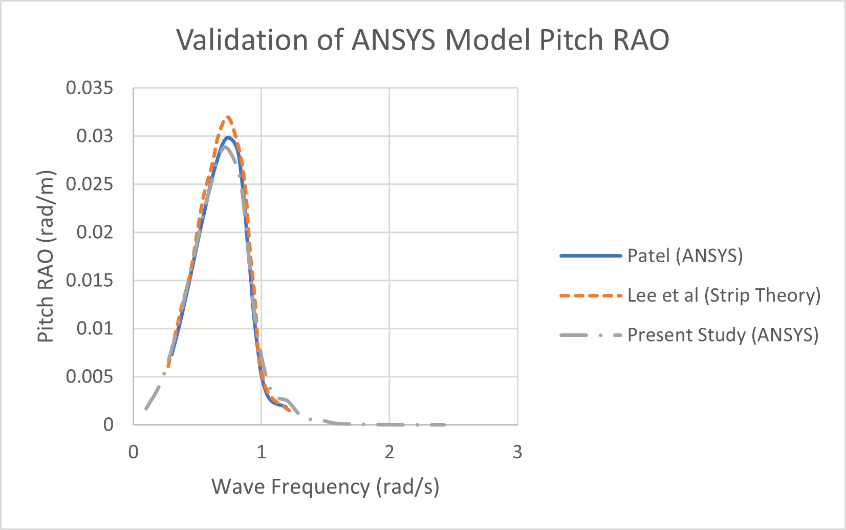 Validation of ANSYS Model Pitch RAO
0.035
0.03
0.025
0.02
0.015
0.01
0.005
0
0 1 2 3
Pitch RAO (rad/m)
Wave Frequency (rad/s)
Patel (ANSYS)
Lee et al (Strip Theory)
Present Study (ANSYS)